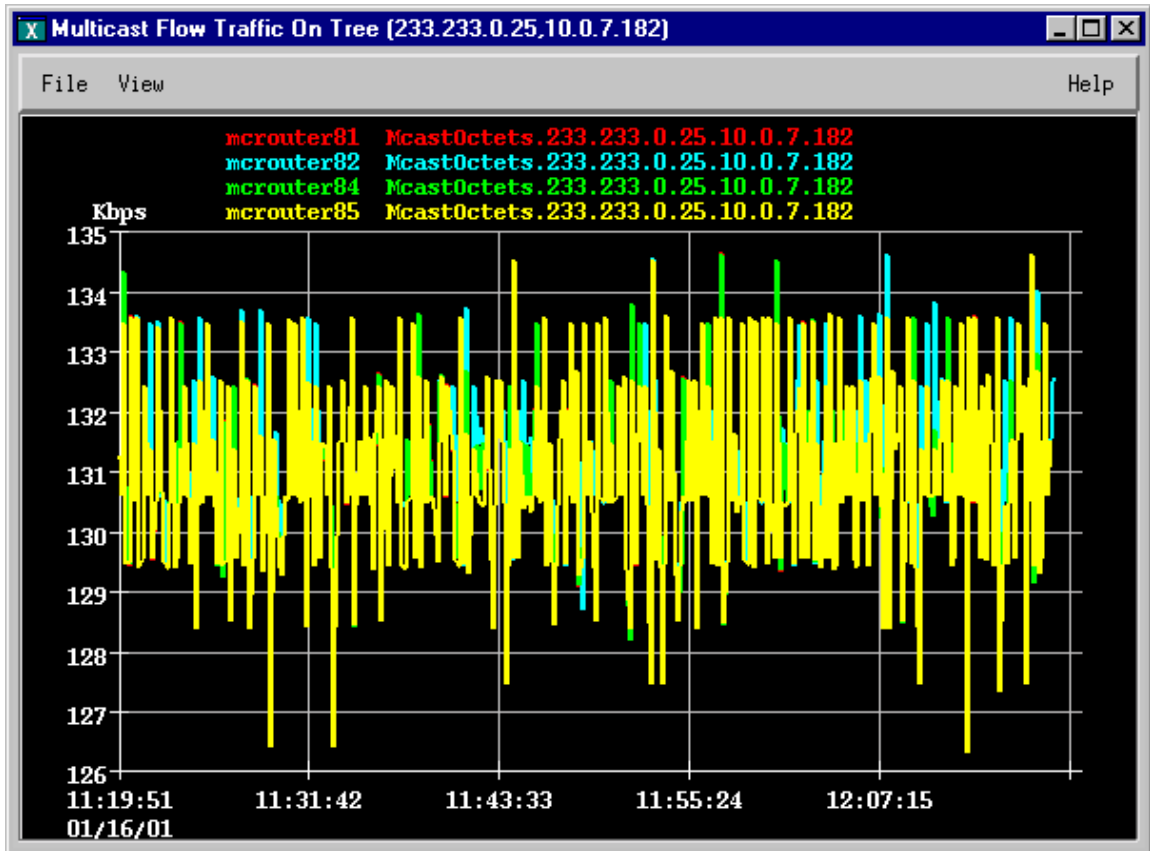 Multicast Flow Traffic On Tree (233.233.0.25,10.0.7.182)
File View Help
mcrouter81 McastOctets.233.233.0.25.10.0.7.182
mcrouter82 McastOctets.233.233.0.25.10.0.7.182
mcrouter84 McastOctets.233.233.0.25.10.0.7.182
Kbps mcrouter85 McastOctets.233.233.0.25.10.0.7.182
135
134
133
132
131
130
129
128
127
126
11:19:51 11:31:42 11:43:33 11:55:24 12:07:15
01/16/01